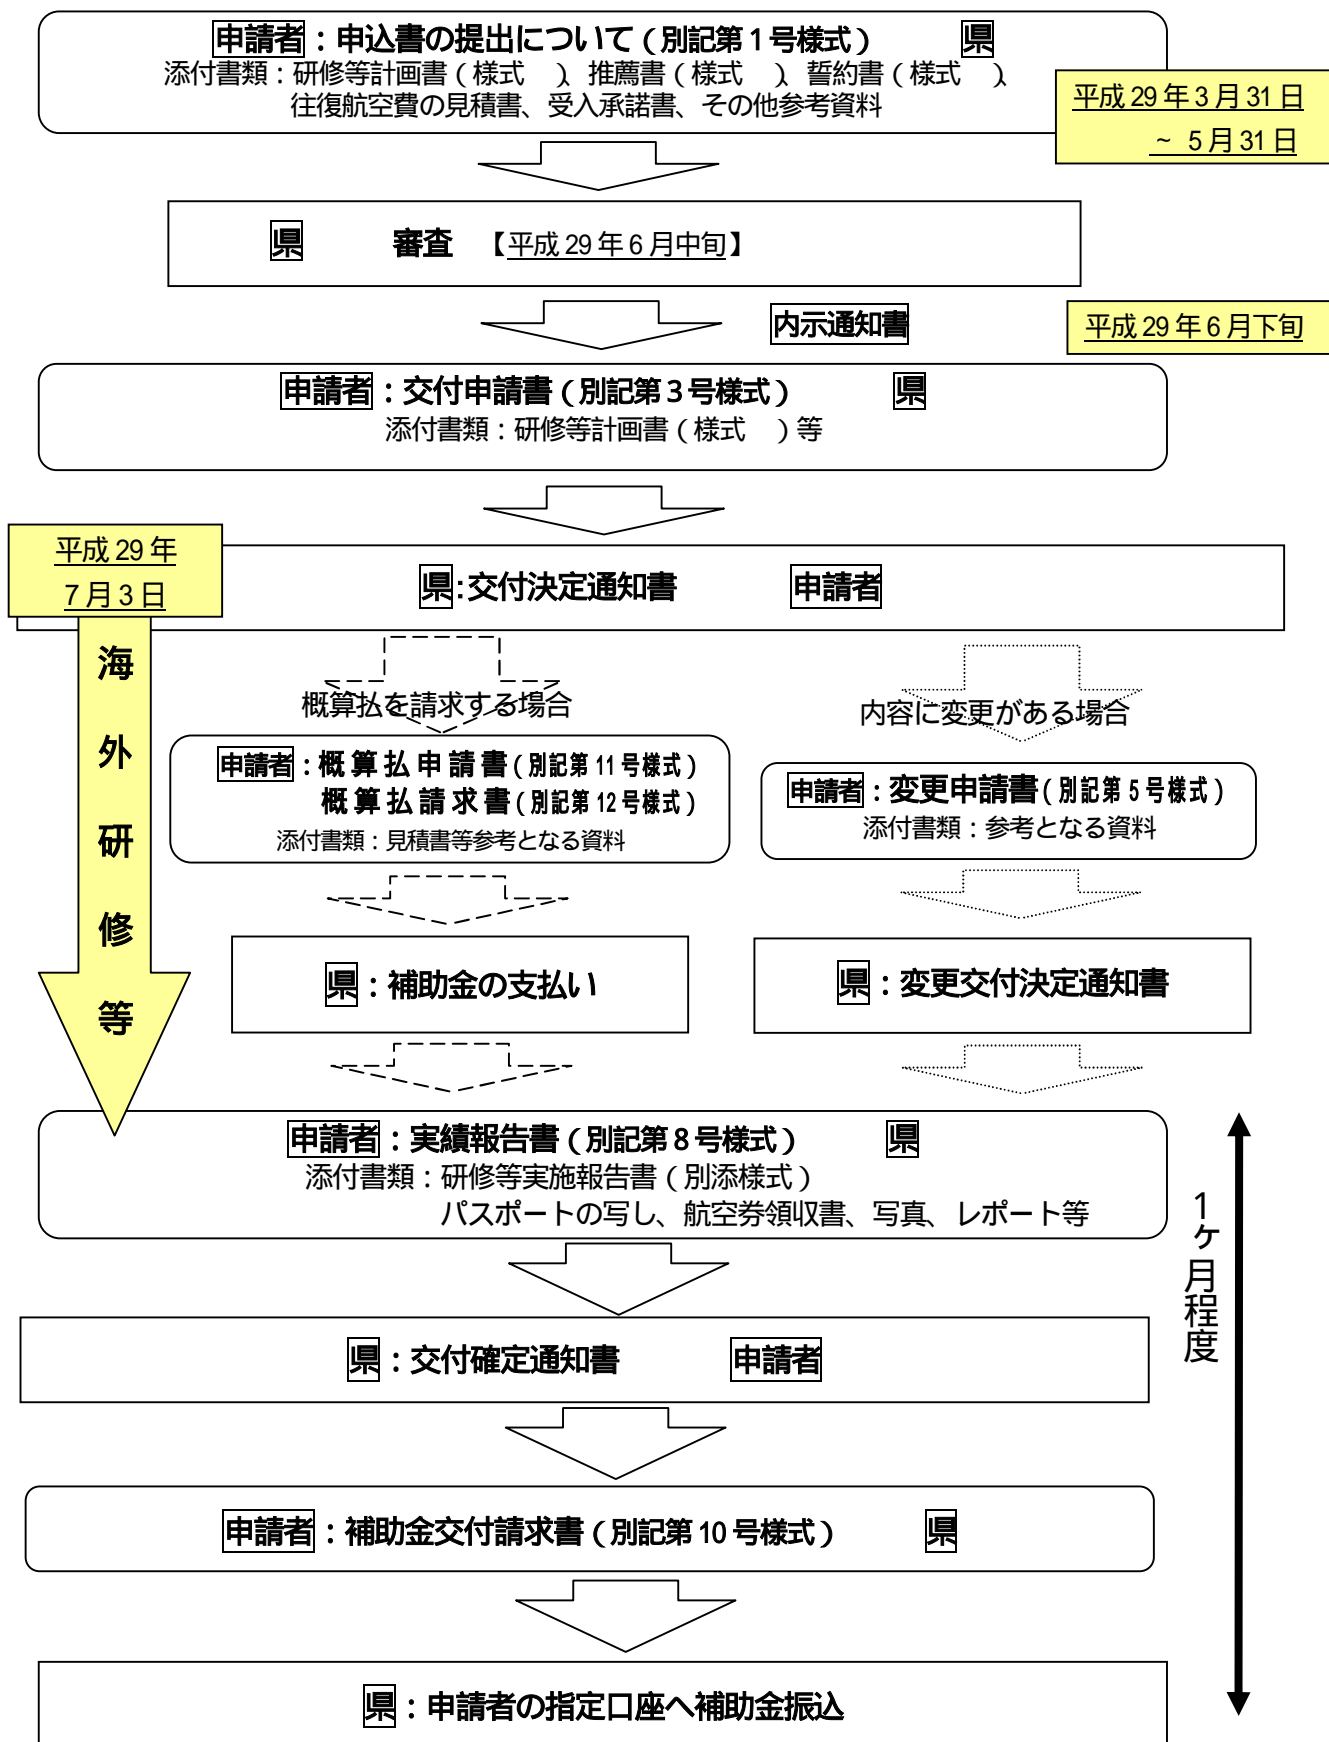 申請者：申込書の提出について（別記第１号様式） 県
添付書類：研修等計画書（様式　）、推薦書（様式　）、誓約書（様式　）、
往復航空費の見積書、受入承諾書、その他参考資料
平成 29 年 3 月 31 日
~ 5 月 31 日
県 審査 【平成 29 年 6 月中旬】
内示通知書
平成 29 年 6 月下旬
申請者：交付申請書（別記第３号様式） 県
添付書類：研修等計画書（様式　）等
平成 29 年
7 月 3 日
県：交付決定通知書 申請者
海外研修等
概算払を請求する場合
内容に変更がある場合
申請者：概算払申請書（別記第 11 号様式）
概算払請求書（別記第 12 号様式）
添付書類：見積書等参考となる資料
申請者：変更申請書（別記第 5 号様式）
添付書類：参考となる資料
県：補助金の支払い
県：変更交付決定通知書
申請者：実績報告書（別記第８号様式） 県
添付書類：研修等実施報告書（別添様式）
パスポートの写し、航空券領収書、写真、レポート等
1ヶ月程度
県：交付確定通知書 申請者
申請者：補助金交付請求書（別記第 10 号様式） 県
県：申請者の指定口座へ補助金振込